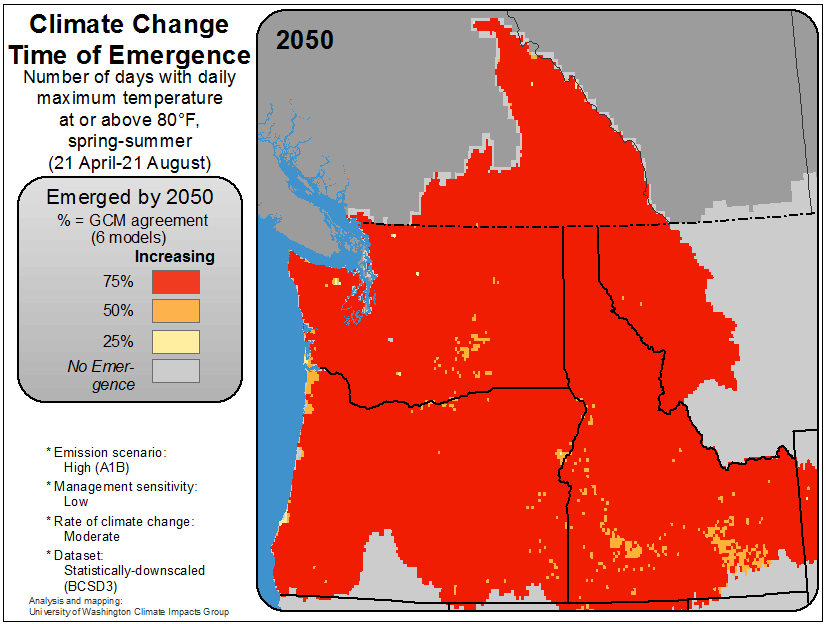 Climate Change
Time of Emergence
Number of days with daily
maximum temperature
at or above 80°F,
spring-summer
(21 April-21 August)
Emerged by 2050
% = GCM agreement
(6 models)
Increasing
75%
50%
25%
No Emer-
gence
* Emission scenario:
High (A1B)
* Management sensitivity:
Low
* Rate of climate change:
Moderate
* Dataset:
Statistically-downscaled
(BCSD3)
Analysis and mapping:
University of Washington Climate Impacts Group
2050